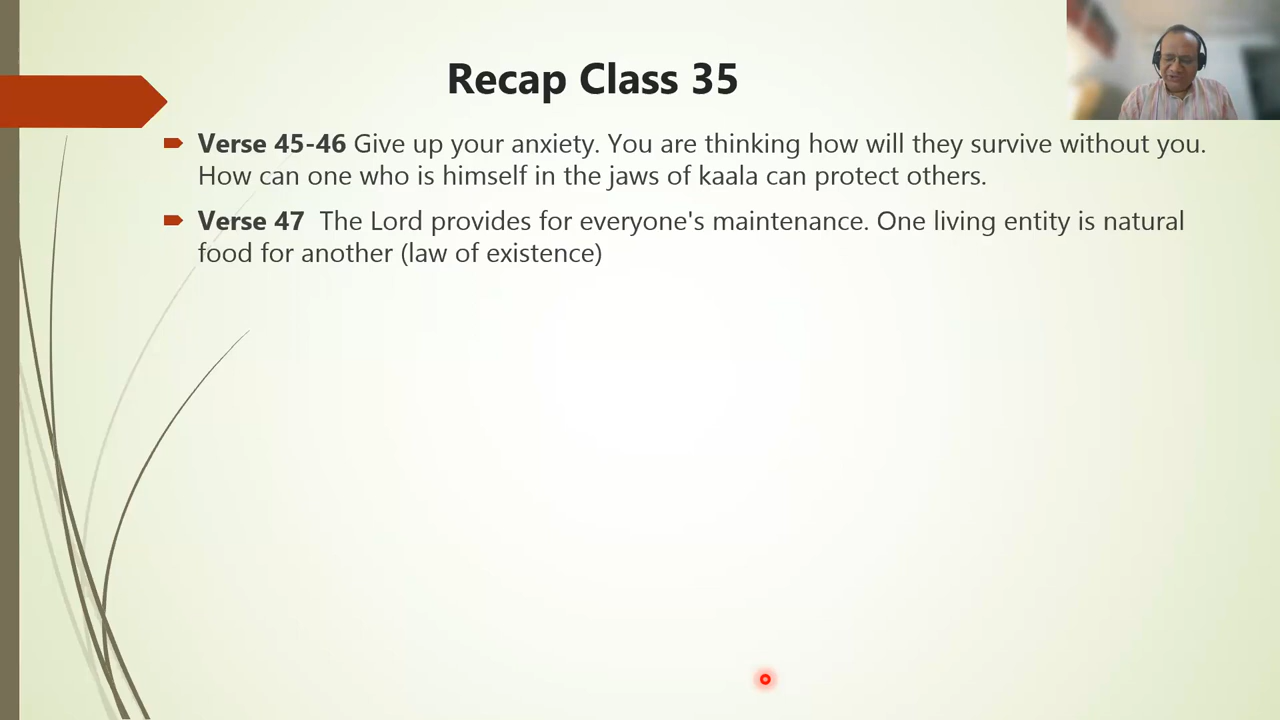 Recap Class 35
Verse 45-46 Give up your anxiety. You are thinking how will they survive without you.
How can one who is himself in the jaws of kaala can protect others.
Verse 47 The Lord provides for everyone's maintenance. One living entity is natural
food for another (law of existence)